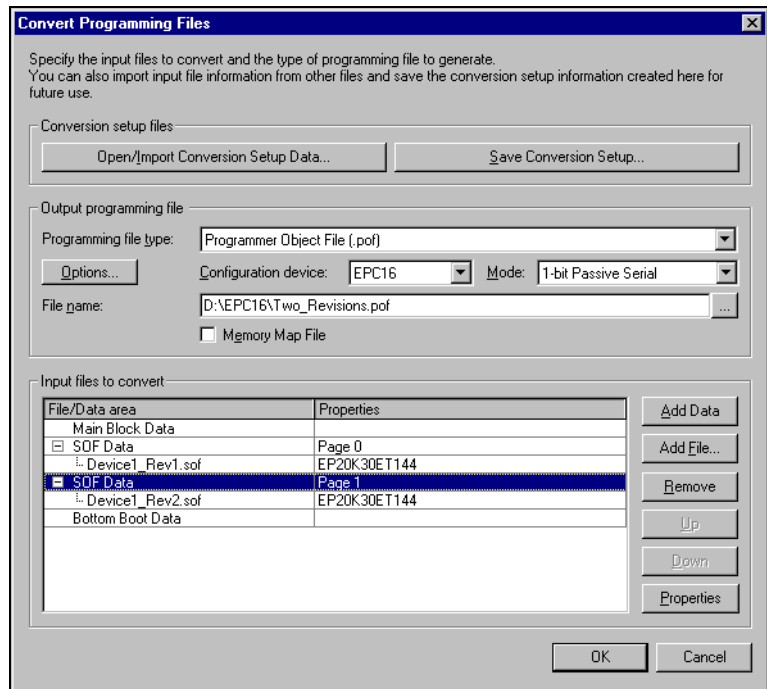 Convert Programming Files
Specify the input files to convert and the type of programming file to generate.
You can also import input file information from other files and save the conversion setup information created here for
future use.
Conversion setup files
Open/Import Conversion Setup Data...
Save Conversion Setup...
Output programming file
Programming file type:
Programmer Object File (.pof)
Options...
Configuration device:
EPC16
Mode:
1-bit Passive Serial
File name:
D:\EPC16\Two_Revisions.pof
...
Memory Map File
Input files to convert
File/Data area
Properties
Main Block Data
SOF Data
Page 0
Device1_Rev1.sof
EP20K30ET144
SOF Data
Page 1
Device1_Rev2.sof
EP20K30ET144
Bottom Boot Data
Add Data
Add File...
Remove
Up
Down
Properties
OK
Cancel